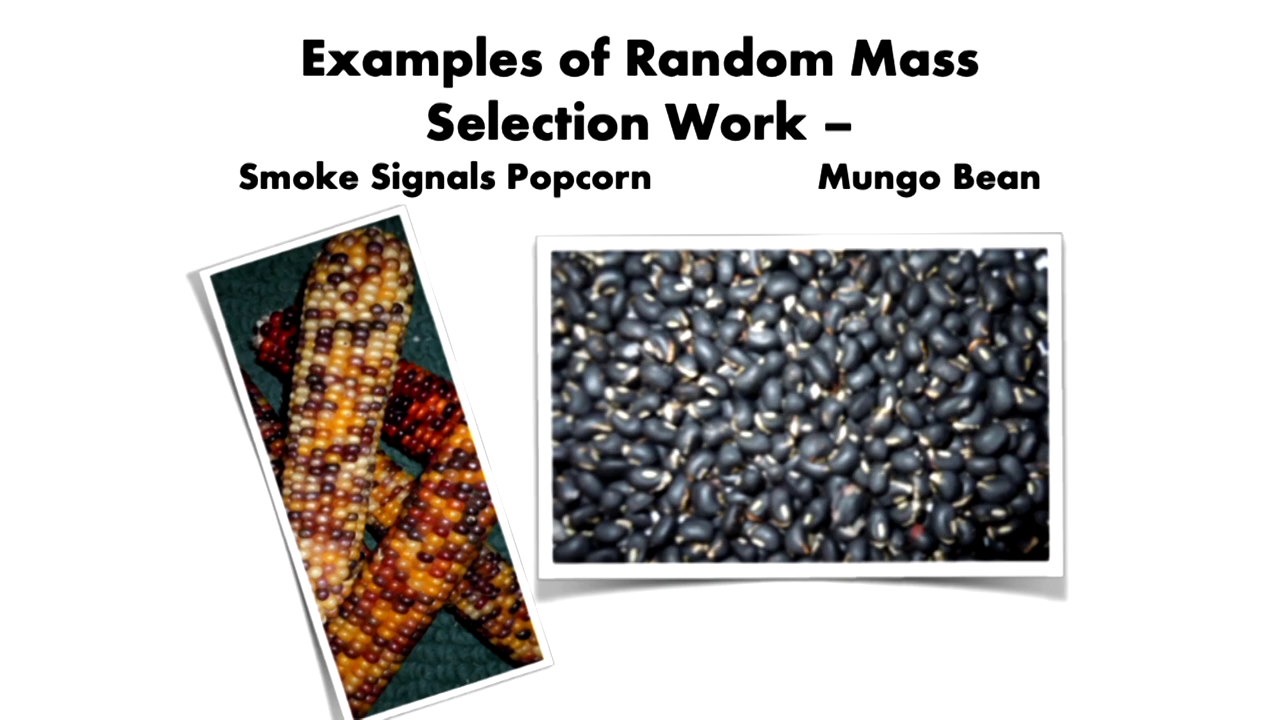 Examples of Random Mass
Selection Work –
Smoke Signals Popcorn Mungo Bean